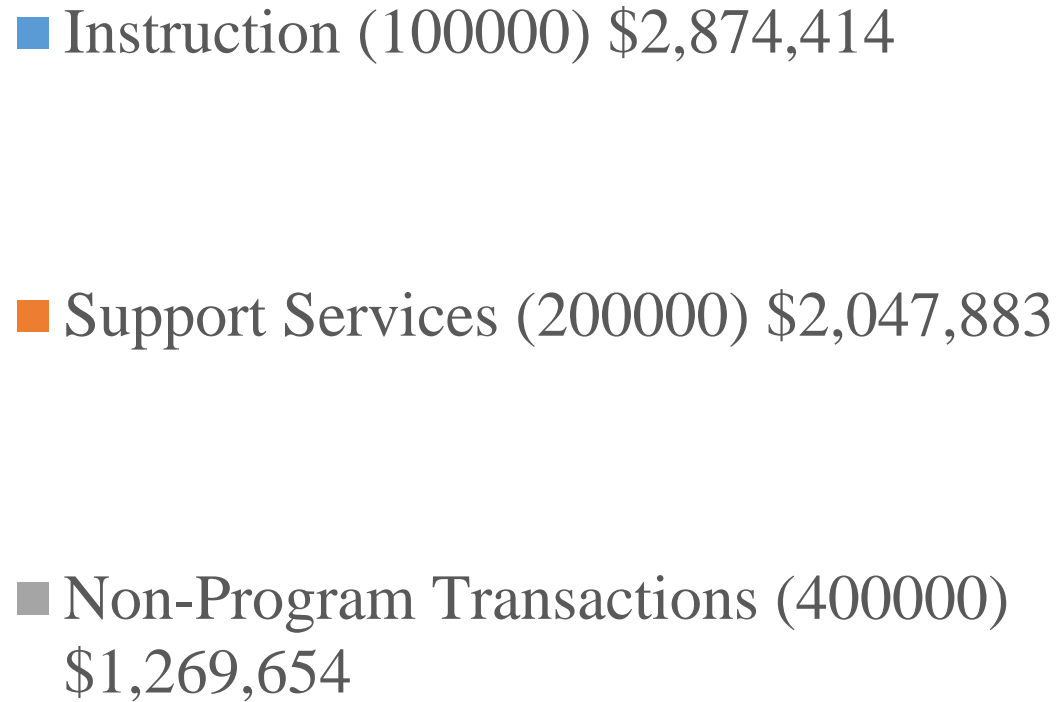 Instruction (100000) $2,874,414
Support Services (200000) $2,047,883
Non-Program Transactions (400000)
$1,269,654